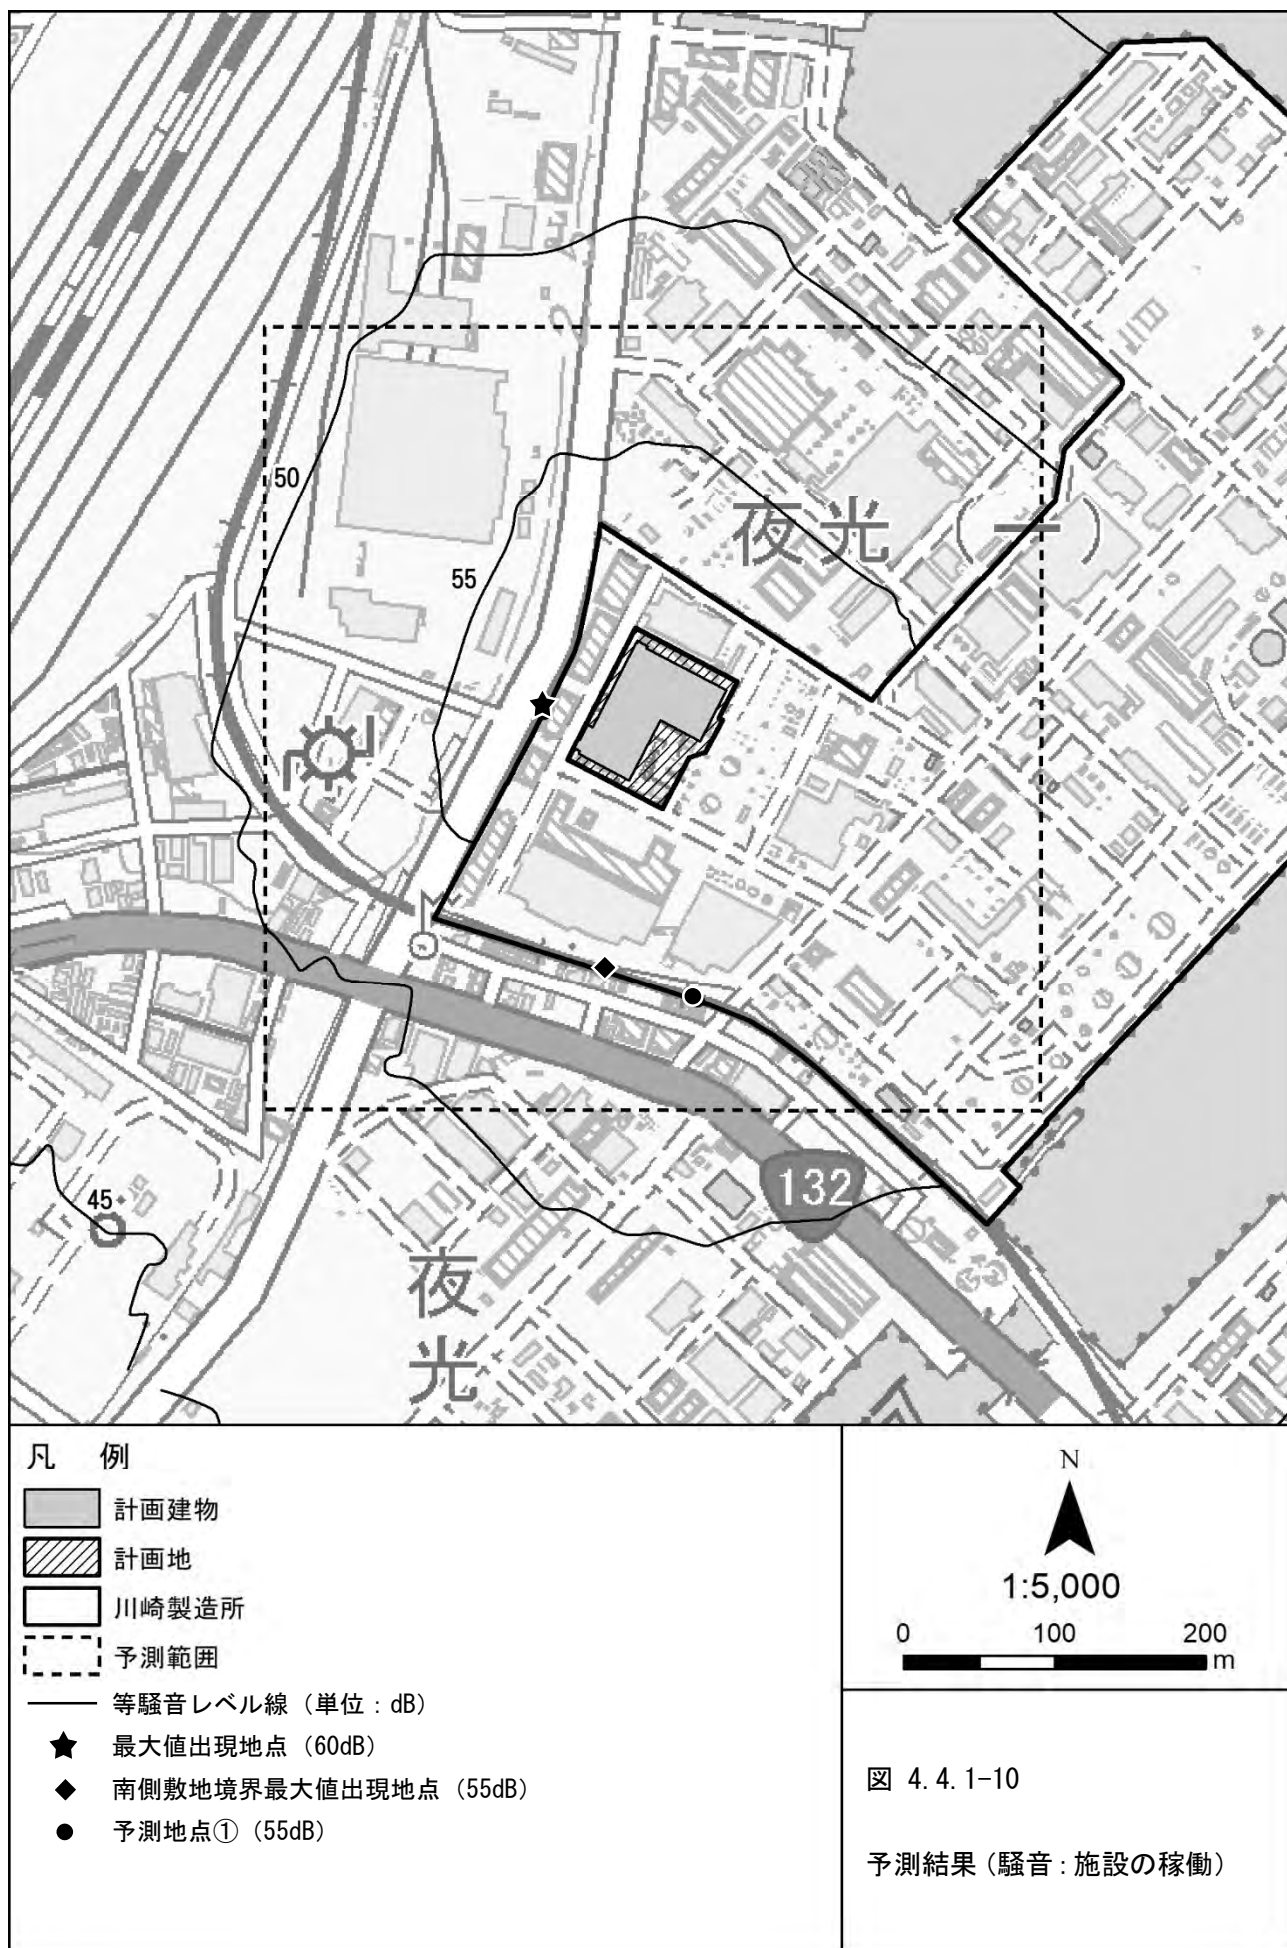 50
55
夜光
(一)
45
132
夜
光
凡 例
計画建物
計画地
川崎製造所
予測範囲
等騒音レベル線（単位：dB）
最大値出現地点（60dB）
南側敷地境界最大値出現地点（55dB）
予測地点①（55dB）
N
1:5,000
0 100 200
m
図 4.4.1-10
予測結果（騒音：施設の稼働）